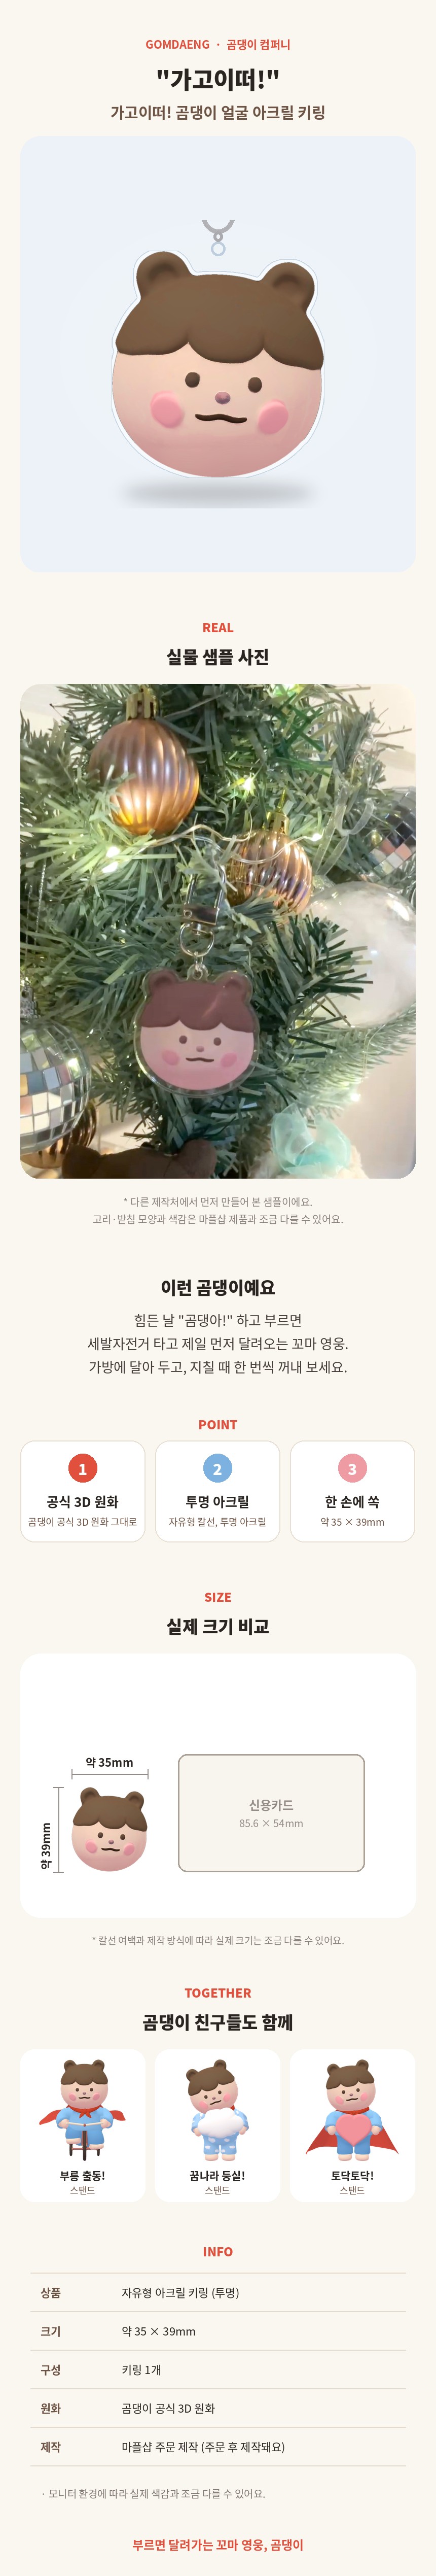 GOMDAENG · 곰댕이 컴퍼니
"가고이떠!"
가고이떠! 곰댕이 얼굴 아크릴 키링
REAL
실물 샘플 사진
* 다른 제작처에서 먼저 만들어 본 샘플이에요.
고리·받침 모양과 색감은 마플샵 제품과 조금 다를 수 있어요.
이런 곰댕이예요
힘든 날 "곰댕아!" 하고 부르면
세발자전거 타고 제일 먼저 달려오는 꼬마 영웅.
가방에 달아 두고, 지칠 때 한 번씩 꺼내 보세요.
POINT
1
공식 3D 원화
곰댕이 공식 3D 원화 그대로
2
투명 아크릴
자유형 칼선, 투명 아크릴
3
한 손에 쏙
약 35 × 39mm
SIZE
실제 크기 비교
약 35mm
약 39mm
신용카드
85.6 × 54mm
* 칼선 여백과 제작 방식에 따라 실제 크기는 조금 다를 수 있어요.
TOGETHER
곰댕이 친구들도 함께
부릉 출동!
스탠드
꿈나라 둥실!
스탠드
토닥토닥!
스탠드
INFO
상품 자유형 아크릴 키링 (투명)
크기 약 35 × 39mm
구성 키링 1개
원화 곰댕이 공식 3D 원화
제작 마플샵 주문 제작 (주문 후 제작돼요)
· 모니터 환경에 따라 실제 색감과 조금 다를 수 있어요.
부르면 달려가는 꼬마 영웅, 곰댕이